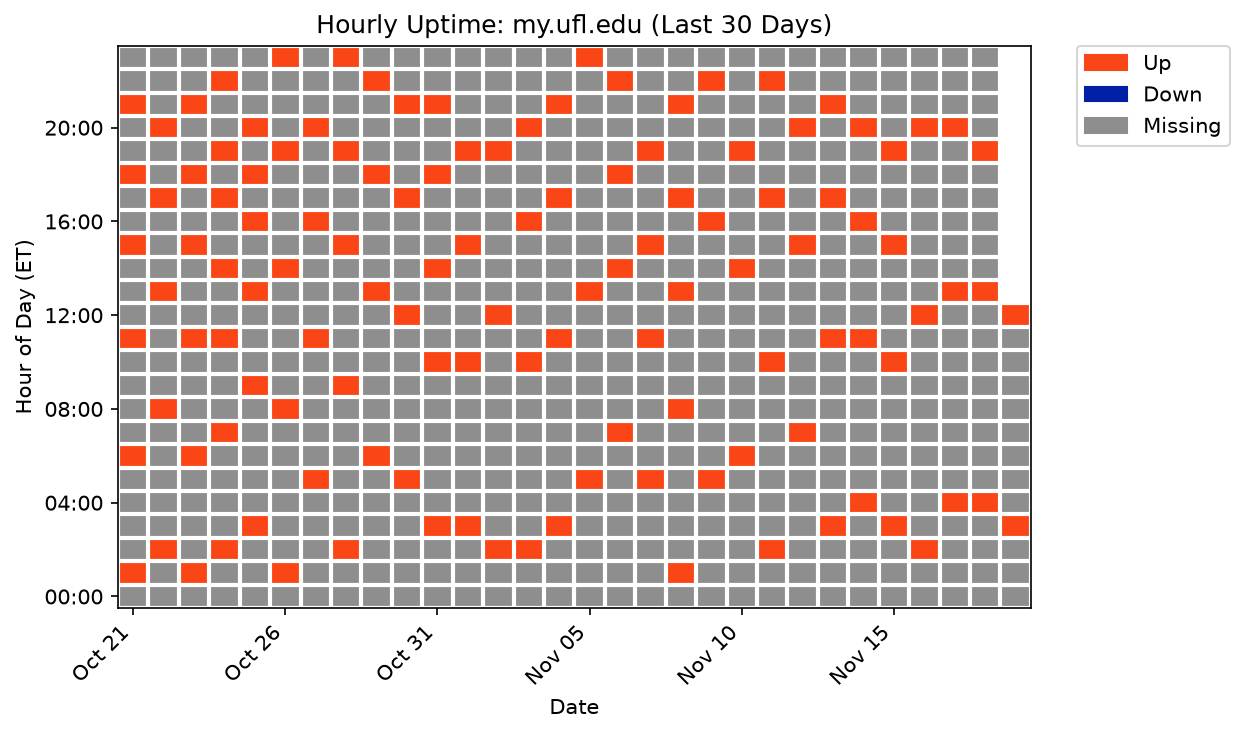 Hourly Uptime: my.ufl.edu (Last 30 Days)
Up
Down
Missing
Hour of Day (ET)
20:00
16:00
12:00
08:00
04:00
00:00
Oct 21
Oct 26
Oct 31
Nov 05
Nov 10
Nov 15
Date